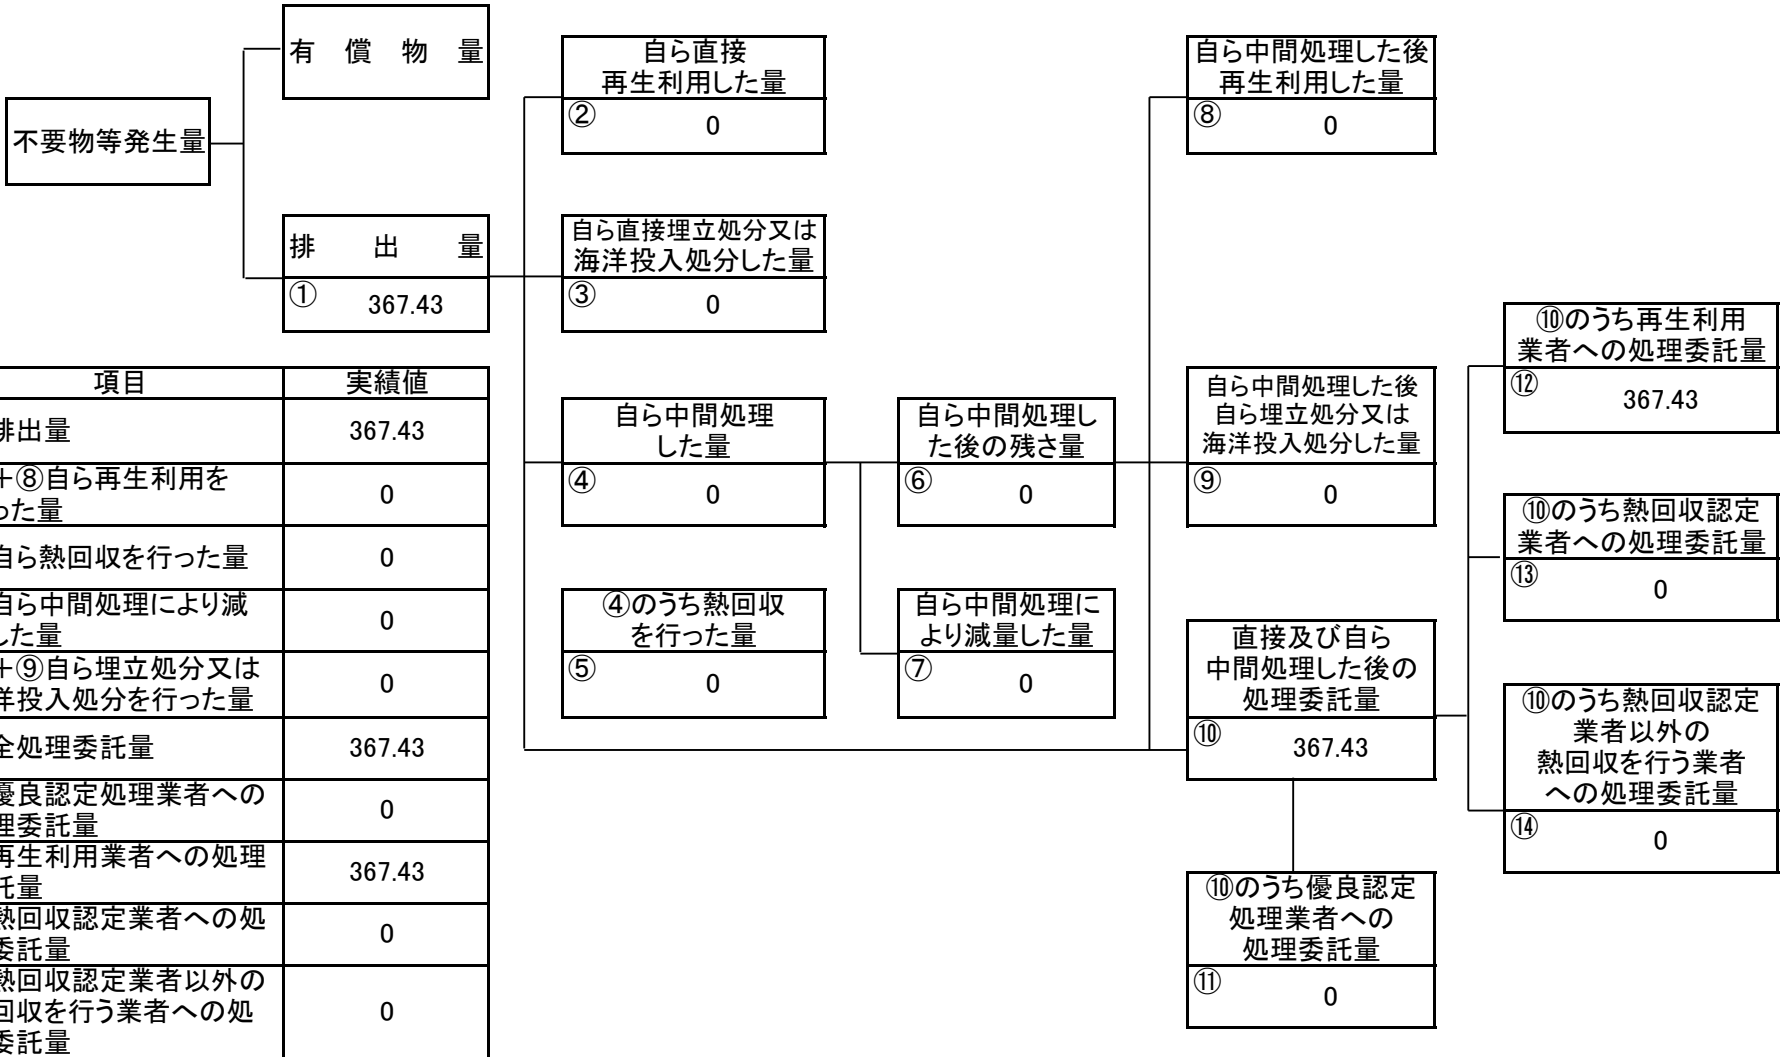 有償物量
不要物等発生量
排出量
① 367.43
自ら直接
再生利用した量
② 0
自ら直接埋立処分又は
海洋投入処分した量
③ 0
自ら中間処理
した量
④ 0
④のうち熱回収
を行った量
⑤ 0
自ら中間処理し
た後の残さ量
⑥ 0
自ら中間処理に
より減量した量
⑦ 0
自ら中間処理した後
再生利用した量
⑧ 0
自ら中間処理した後
自ら埋立処分又は
海洋投入処分した量
⑨ 0
直接及び自ら
中間処理した後の
処理委託量
⑩ 367.43
⑩のうち優良認定
処理業者への
処理委託量
⑪ 0
⑩のうち再生利用
業者への処理委託量
⑫ 367.43
⑩のうち熱回収認定
業者への処理委託量
⑬ 0
⑩のうち熱回収認定
業者以外の
熱回収を行う業者
への処理委託量
⑭ 0
項目 実績値
排出量 367.43
+⑧自ら再生利用を
った量 0
自ら熱回収を行った量 0
自ら中間処理により減
した量 0
+⑨自ら埋立処分又は
洋投入処分を行った量 0
全処理委託量 367.43
優良認定処理業者への
理委託量 0
再生利用業者への処理
託量 367.43
熱回収認定業者への処
委託量 0
熱回収認定業者以外の
回収を行う業者への処
委託量 0